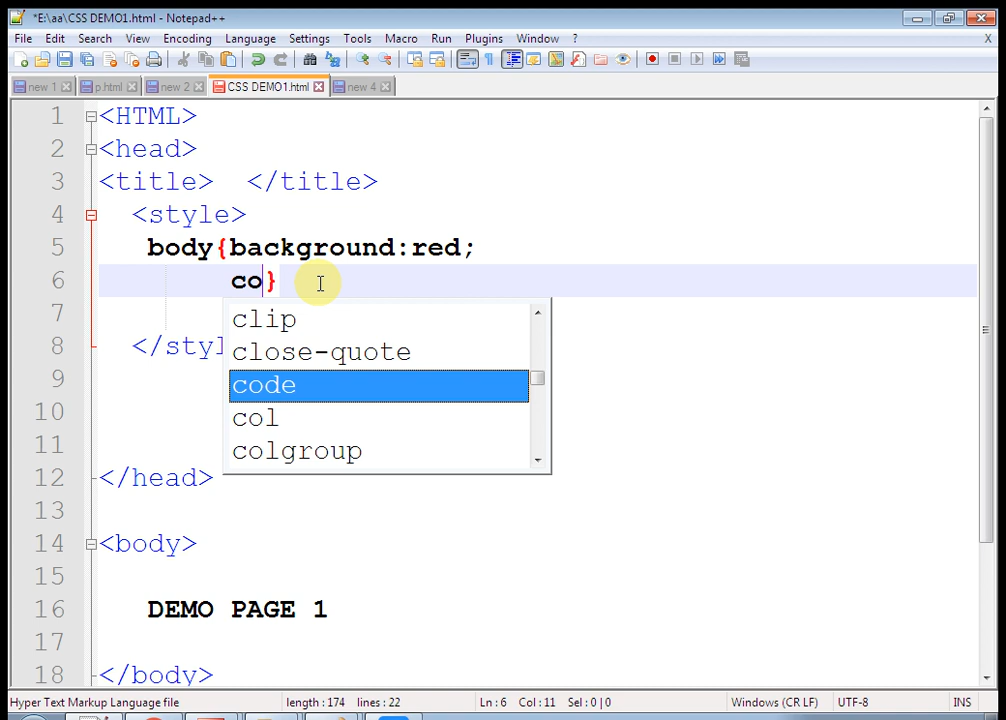 *E:\aa\CSS DEMO1.html - Notepad++
File Edit Search View Encoding Language Settings Tools Macro Run Plugins Window ? X
new 1 p.html new 2 CSS DEMO1.html new 4
1 <HTML>
2 <head>
3 <title> </title>
4 <style>
5 body{background:red;
6 co}
clip
7
close-quote
8 </styl
code
9
col
10
colgroup
11
12 </head>
13
14 <body>
15
16 DEMO PAGE 1
17
18 </body>
Hyper Text Markup Language file length : 174 lines : 22 Ln : 6 Col : 11 Sel : 0 | 0 Windows (CR LF) UTF-8 INS